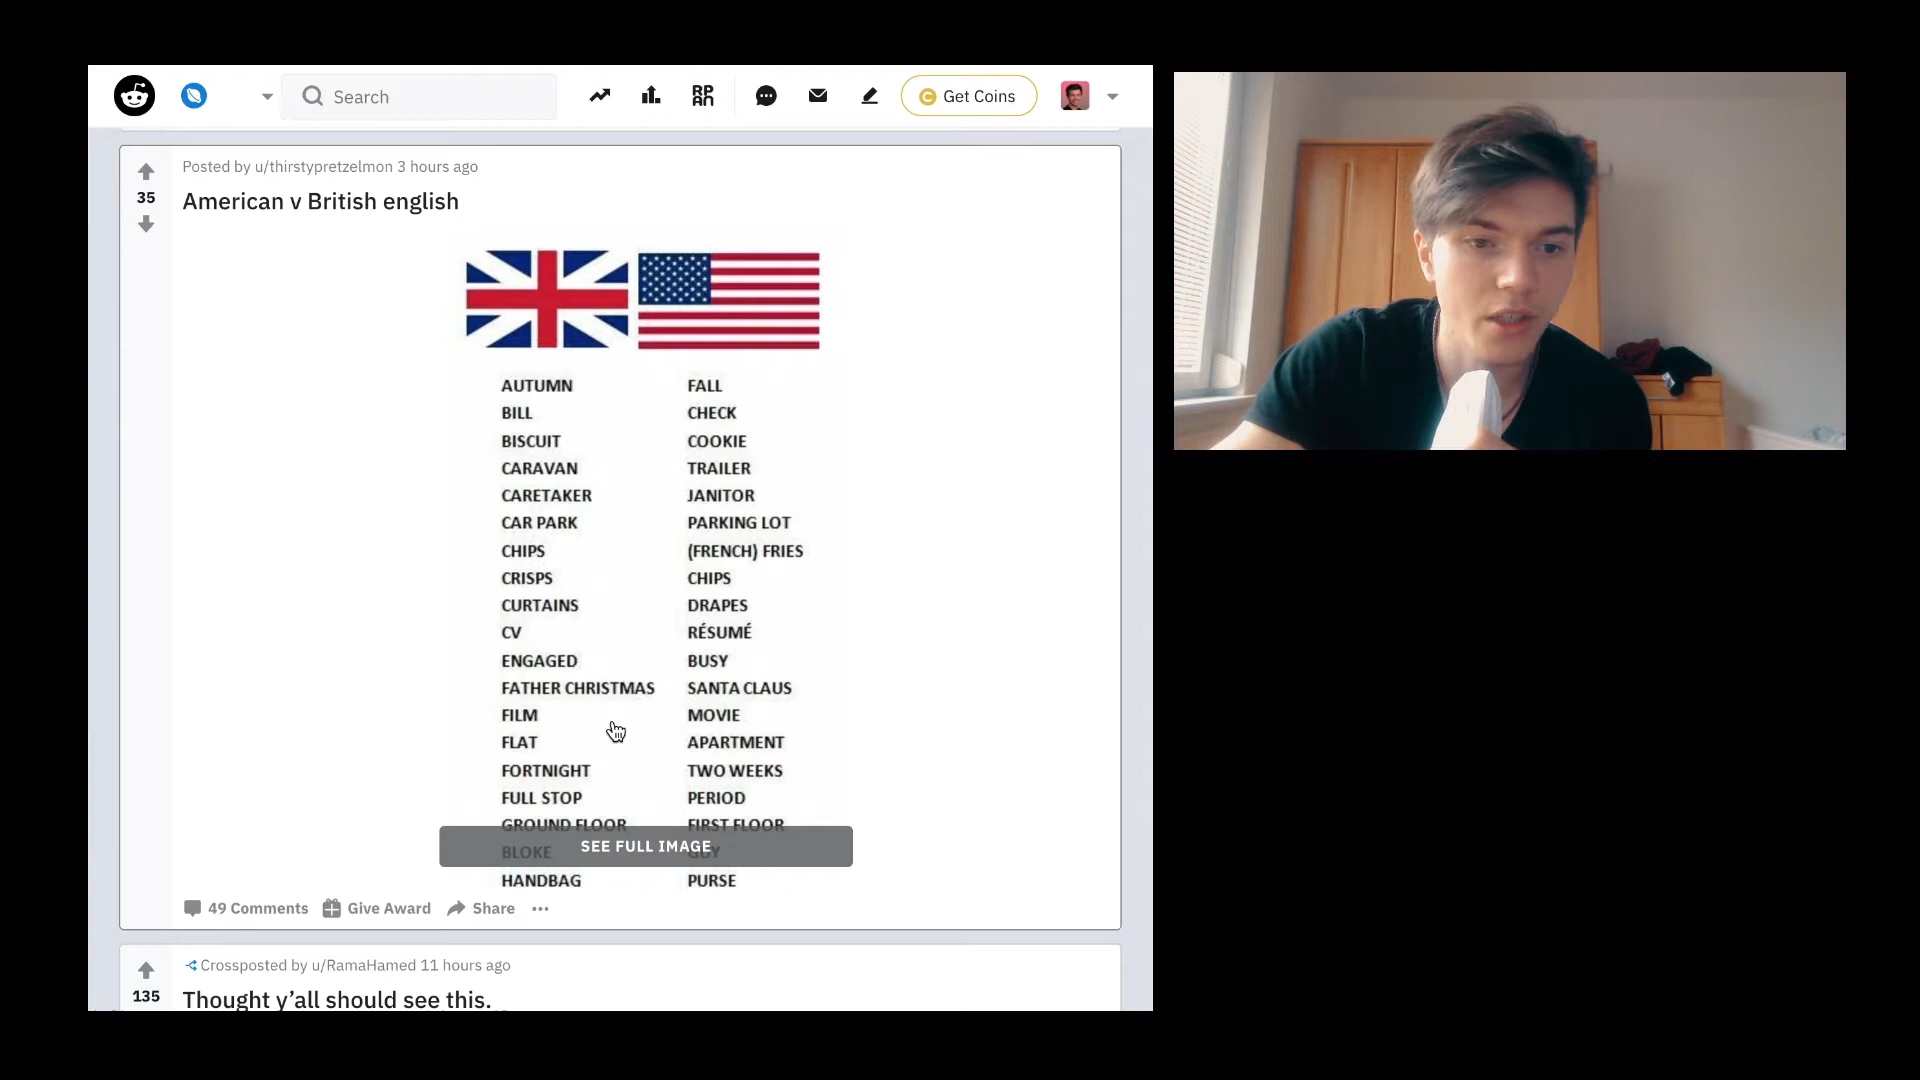 Search
RPAN
Get Coins
Posted by u/thirstypretzelmon 3 hours ago
35
American v British english
AUTUMN FALL
BILL CHECK
BISCUIT COOKIE
CARAVAN TRAILER
CARETAKER JANITOR
CAR PARK PARKING LOT
CHIPS (FRENCH) FRIES
CRISPS CHIPS
CURTAINS DRAPES
CV RÉSUMÉ
ENGAGED BUSY
FATHER CHRISTMAS SANTA CLAUS
FILM MOVIE
FLAT APARTMENT
FORTNIGHT TWO WEEKS
FULL STOP PERIOD
GROUND FLOOR FIRST FLOOR
BLOKE GUY
SEE FULL IMAGE
HANDBAG PURSE
49 Comments Give Award Share
Crossposted by u/RamaHamed 11 hours ago
135
Thought y’all should see this.